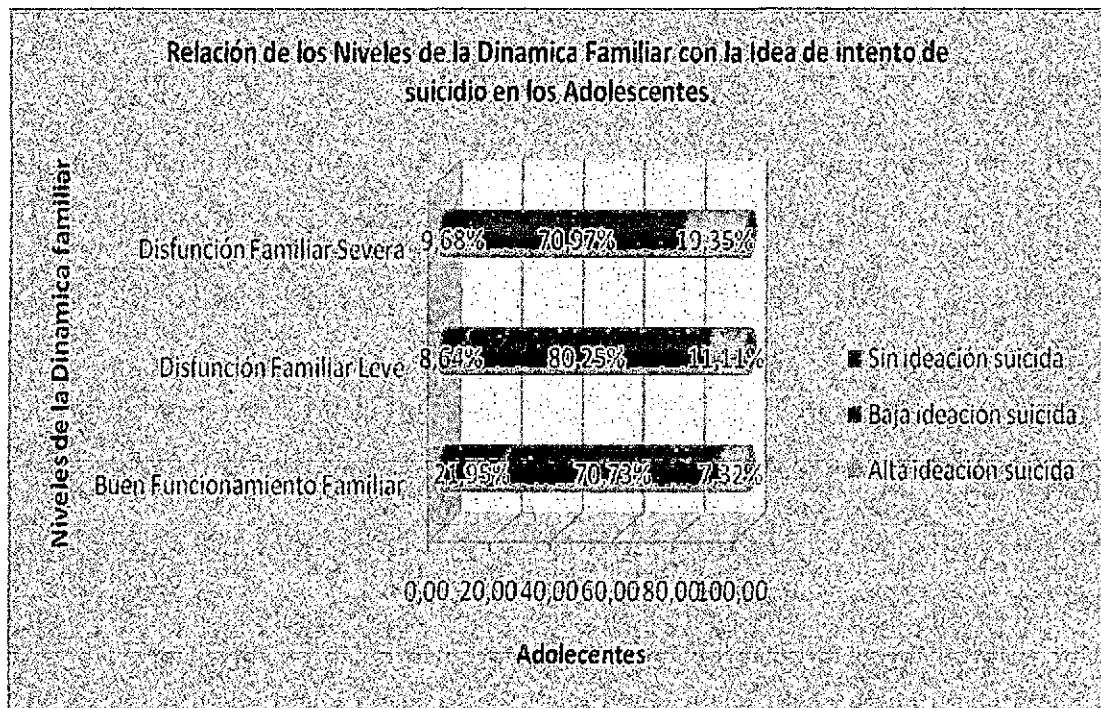 Relación de los Niveles de la Dinamica Familiar con la Idea de intento de
suicidio en los Adolescentes.
Niveles de la Dinamica familiar
Disfunción Familiar Severa
9,68% 70,97% 19,35%
Disfunción Familiar Leve
8,64% 80,25% 11,11%
Buen Funcionamiento Familiar
21,95% 70,73% 7,32%
0,00 20,00 40,00 60,00 80,00 100,00
Adolecentes
Sin ideación suicida
Baja ideación suicida
Alta ideación suicida